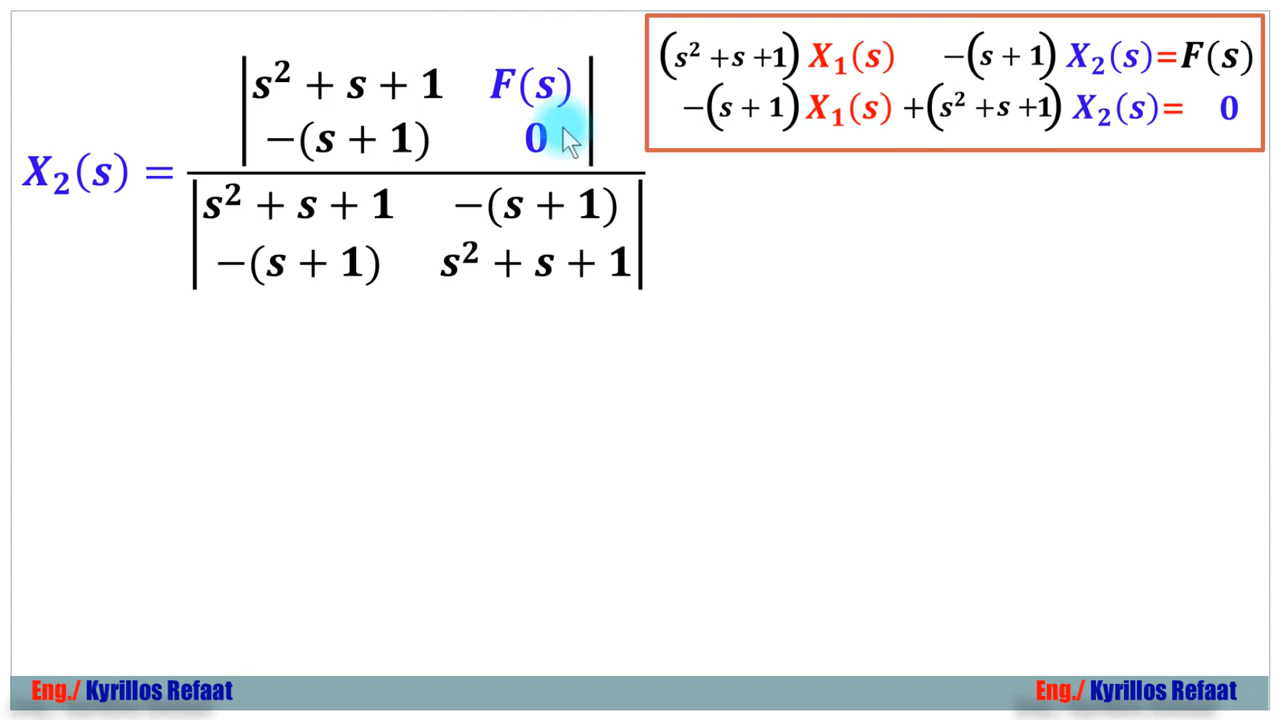 |s² + s + 1 F(s)|
|−(s + 1) 0|
X₂(s) =
|s² + s + 1 −(s + 1)|
|−(s + 1) s² + s + 1|
(s² + s + 1) X₁(s) −(s + 1) X₂(s) = F(s)
−(s + 1) X₁(s) + (s² + s + 1) X₂(s) = 0
Eng./ Kyrillos Refaat
Eng./ Kyrillos Refaat